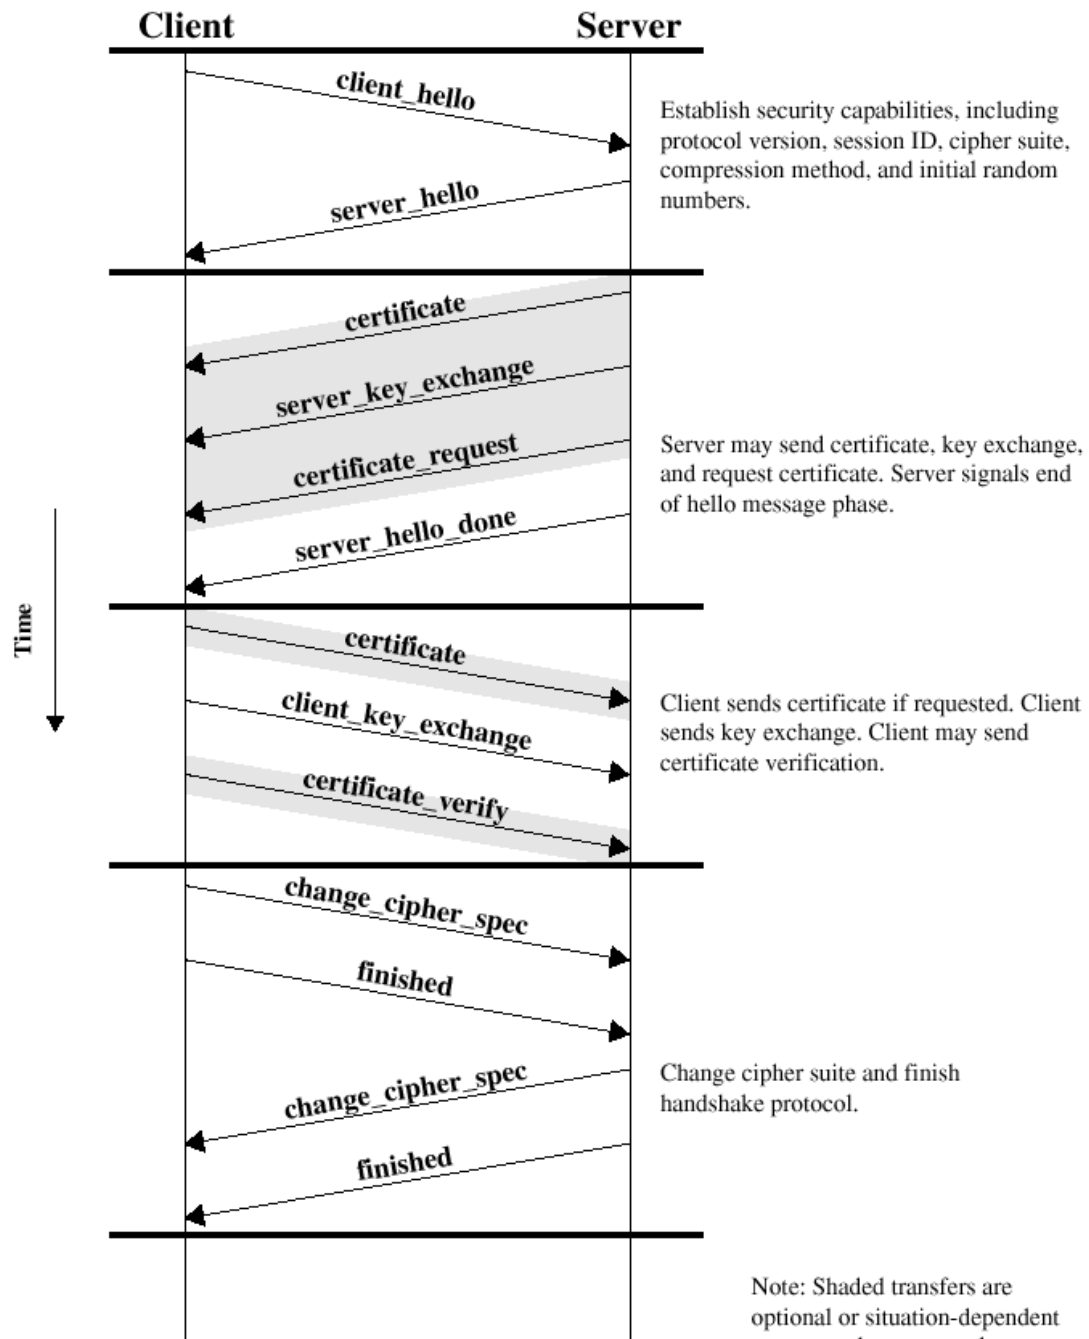 Client
Server
client_hello
Establish security capabilities, including
protocol version, session ID, cipher suite,
compression method, and initial random
numbers.
server_hello
certificate
server_key_exchange
certificate_request
Server may send certificate, key exchange,
and request certificate. Server signals end
of hello message phase.
server_hello_done
Time
certificate
client_key_exchange
Client sends certificate if requested. Client
sends key exchange. Client may send
certificate verification.
certificate_verify
change_cipher_spec
finished
change_cipher_spec
Change cipher suite and finish
handshake protocol.
finished
Note: Shaded transfers are
optional or situation-dependent